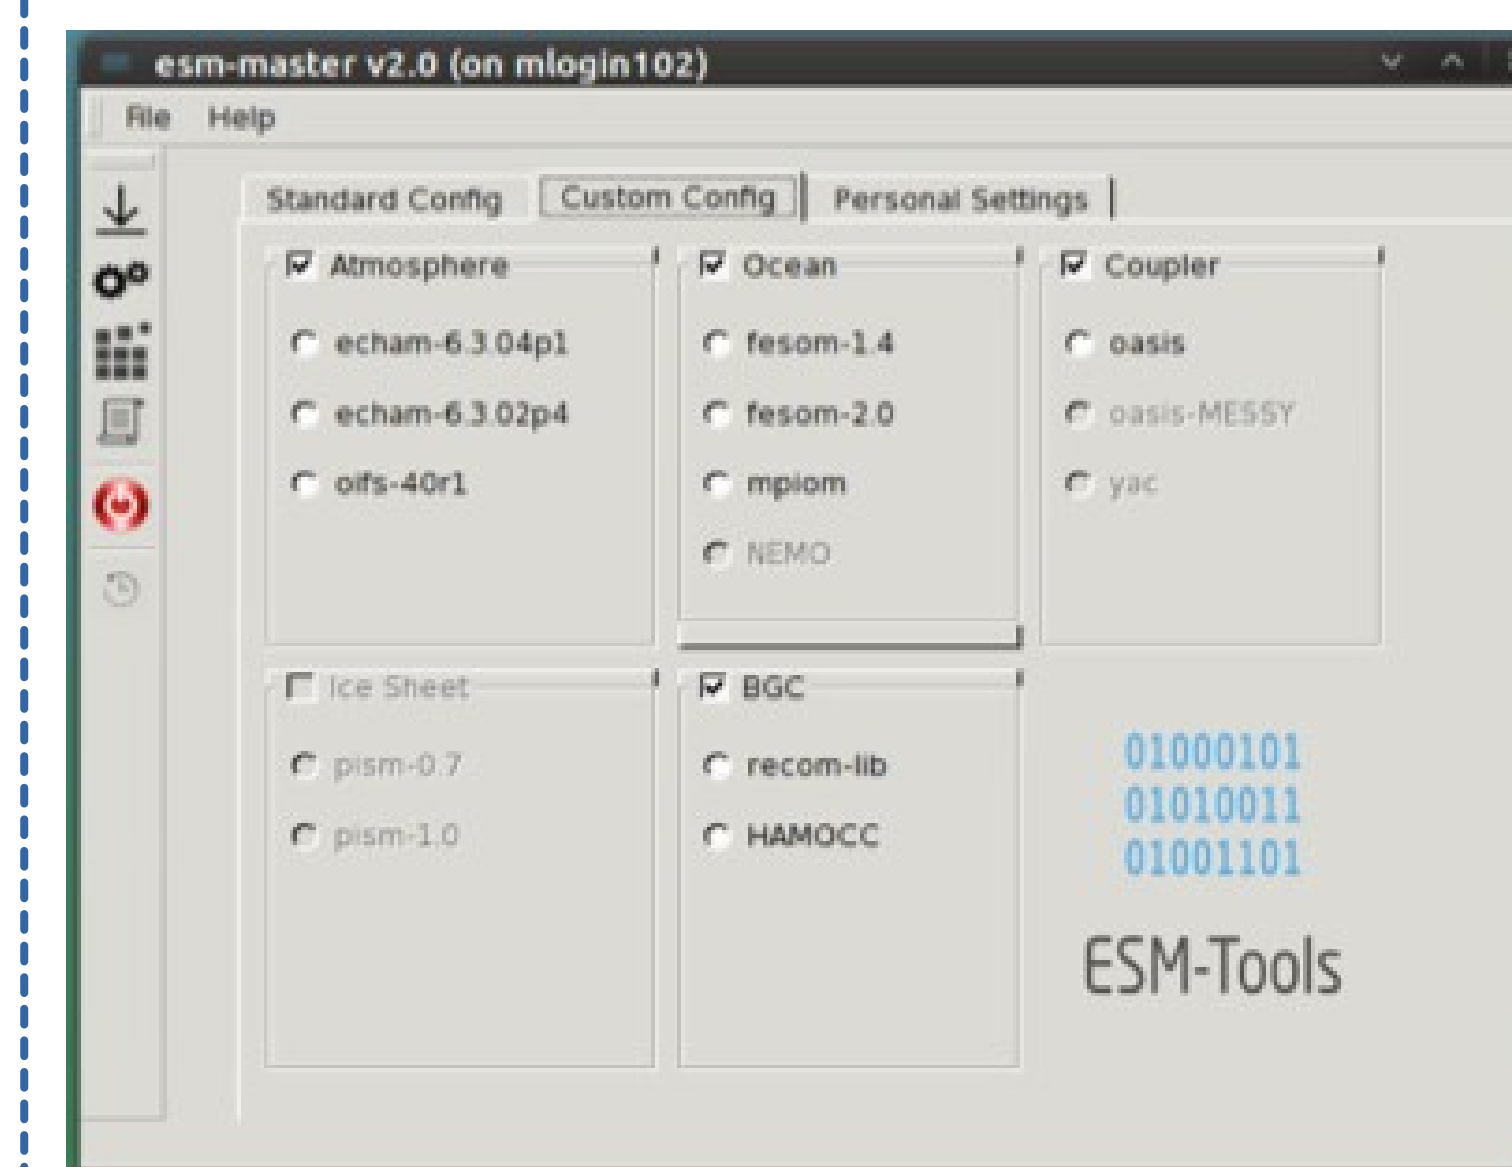 esm-master v2.0 (on mlogin102)
File Help
Standard Config Custom Config Personal Settings
Atmosphere
echam-6.3.04p1
echam-6.3.02p4
oifs-40r1
Ocean
fesom-1.4
fesom-2.0
mpiom
NEMO
Coupler
oasis
oasis-MESSY
yac
Ice Sheet
pism-0.7
pism-1.0
BGC
recom-lib
HAMOCC
01000101
01010011
01001101
ESM-Tools